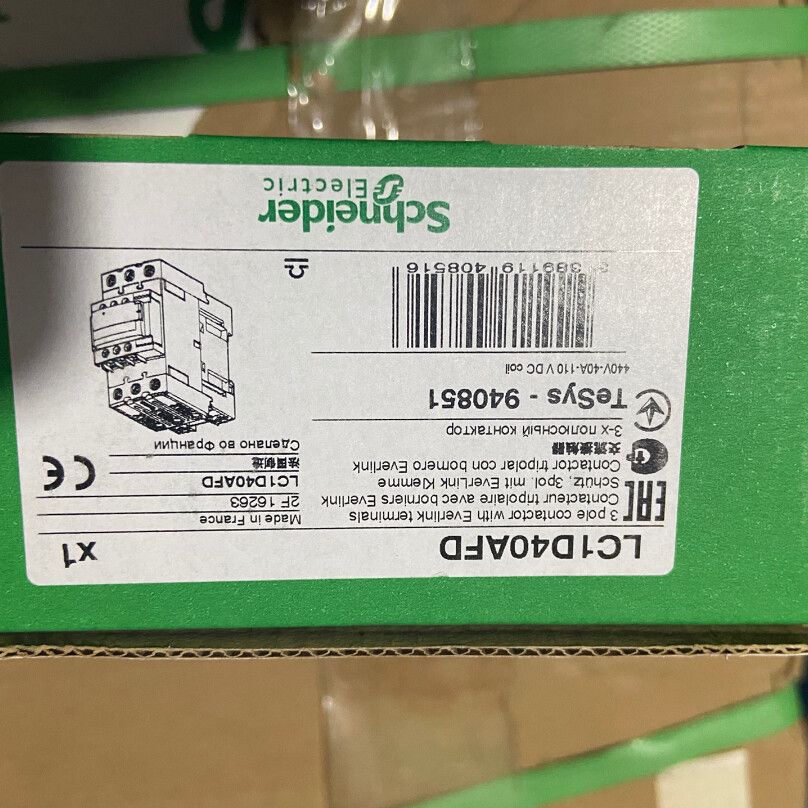 LC1D40AFD
x1
3 pole contactor with Everlink terminals
Contacteur tripolaire avec borniers Everlink
Schütz, 3pol. mit EverLink Klemme
Contactor tripolar con bornero Everlink
交流接触器
3-х полюсный контактор
Made in France
2F 16263
LC1D40AFD
法国制造
Сделано во Франции
EAC
CE
TeSys - 940851
440V-40A-110 V DC coil
389119 408516
Schneider
Electric